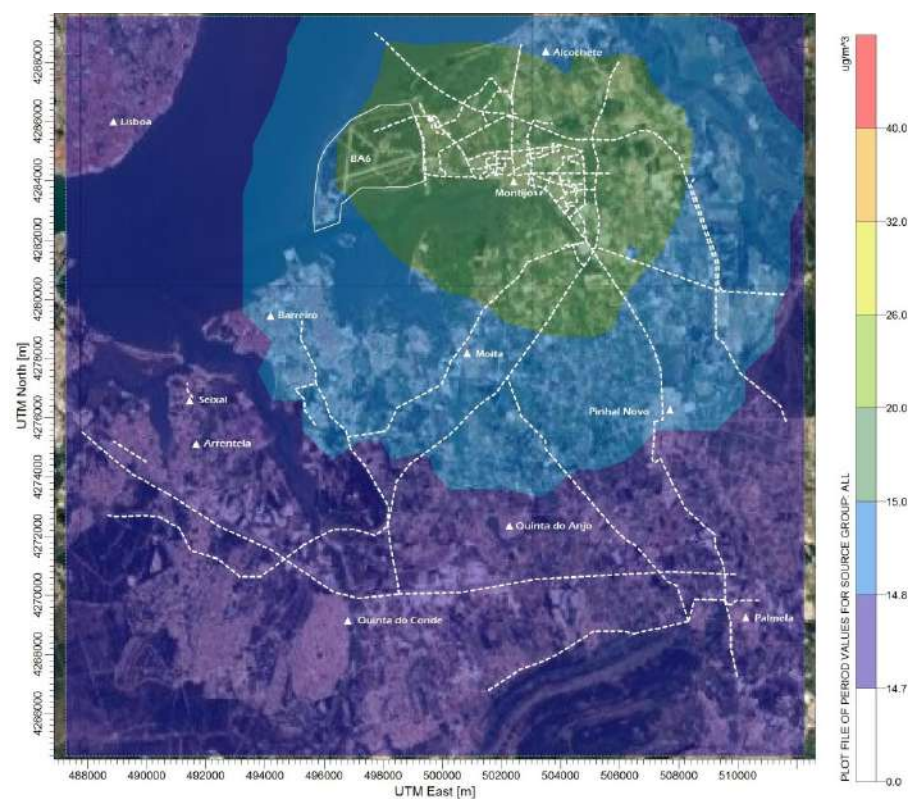 ug/m^3
40.0
32.0
26.0
20.0
15.0
14.8
14.7
0.0
PLOT FILE OF PERIOD VALUES FOR SOURCE GROUP: ALL
UTM North [m]
4288000
4286000
4284000
4282000
4280000
4278000
4276000
4274000
4272000
4270000
4268000
4266000
Alcochete
Lisboa
BA6
Montijo
Barreiro
Moita
Seixal
Pinhal Novo
Arrentela
Quinta do Anjo
Quinta do Conde
Palmela
488000 490000 492000 494000 496000 498000 500000 502000 504000 506000 508000 510000
UTM East [m]